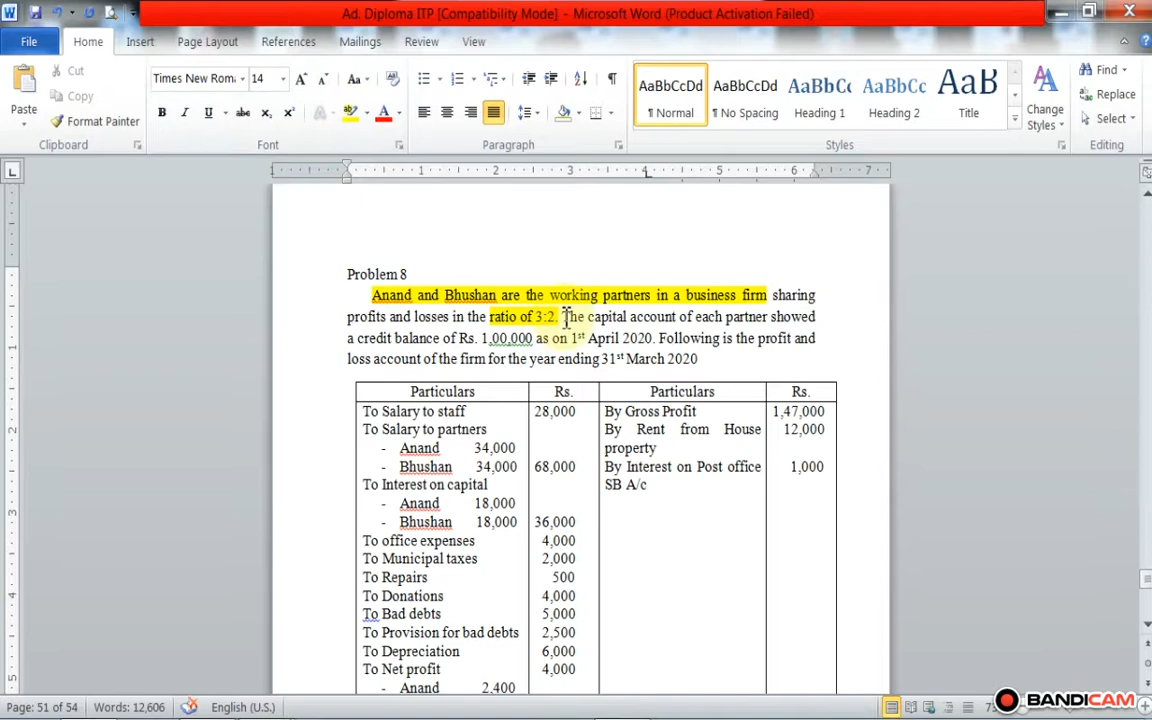 Ad. Diploma ITP [Compatibility Mode] - Microsoft Word (Product Activation Failed)
File Home Insert Page Layout References Mailings Review View
Paste
Cut
Copy
Format Painter
Clipboard
Times New Rom 14
Font
Paragraph
AaBbCcDd AaBbCcDd AaBbCc AaBbCc AaB
¶ Normal ¶ No Spacing Heading 1 Heading 2 Title
Change Styles
Styles
Find
Replace
Select
Editing
Problem 8
Anand and Bhushan are the working partners in a business firm sharing
profits and losses in the ratio of 3:2. The capital account of each partner showed
a credit balance of Rs. 1,00,000 as on 1st April 2020. Following is the profit and
loss account of the firm for the year ending 31st March 2020
Particulars Rs. Particulars Rs.
To Salary to staff 28,000 By Gross Profit 1,47,000
To Salary to partners By Rent from House 12,000
- Anand 34,000 property
- Bhushan 34,000 68,000 By Interest on Post office 1,000
To Interest on capital SB A/c
- Anand 18,000
- Bhushan 18,000 36,000
To office expenses 4,000
To Municipal taxes 2,000
To Repairs 500
To Donations 4,000
To Bad debts 5,000
To Provision for bad debts 2,500
To Depreciation 6,000
To Net profit 4,000
- Anand 2,400
Page: 51 of 54 Words: 12,606 English (U.S.)
BANDICAM